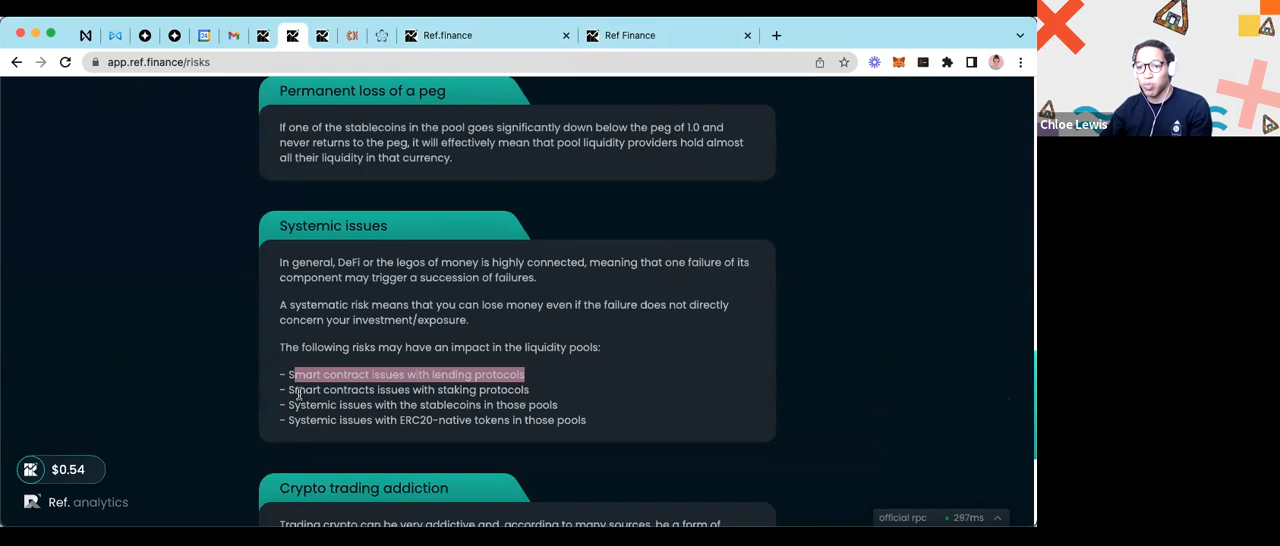 Ref.finance
Ref Finance
app.ref.finance/risks
Chloe Lewis
Permanent loss of a peg
If one of the stablecoins in the pool goes significantly down below the peg of 1.0 and
never returns to the peg, it will effectively mean that pool liquidity providers hold almost
all their liquidity in that currency.
Systemic issues
In general, DeFi or the legos of money is highly connected, meaning that one failure of its
component may trigger a succession of failures.
A systematic risk means that you can lose money even if the failure does not directly
concern your investment/exposure.
The following risks may have an impact in the liquidity pools:
- Smart contract issues with lending protocols
- Smart contracts issues with staking protocols
- Systemic issues with the stablecoins in those pools
- Systemic issues with ERC20-native tokens in those pools
$0.54
Crypto trading addiction
Ref. analytics
official rpc 297ms
Trading crypto can be very addictive and, according to many sources, be a form of